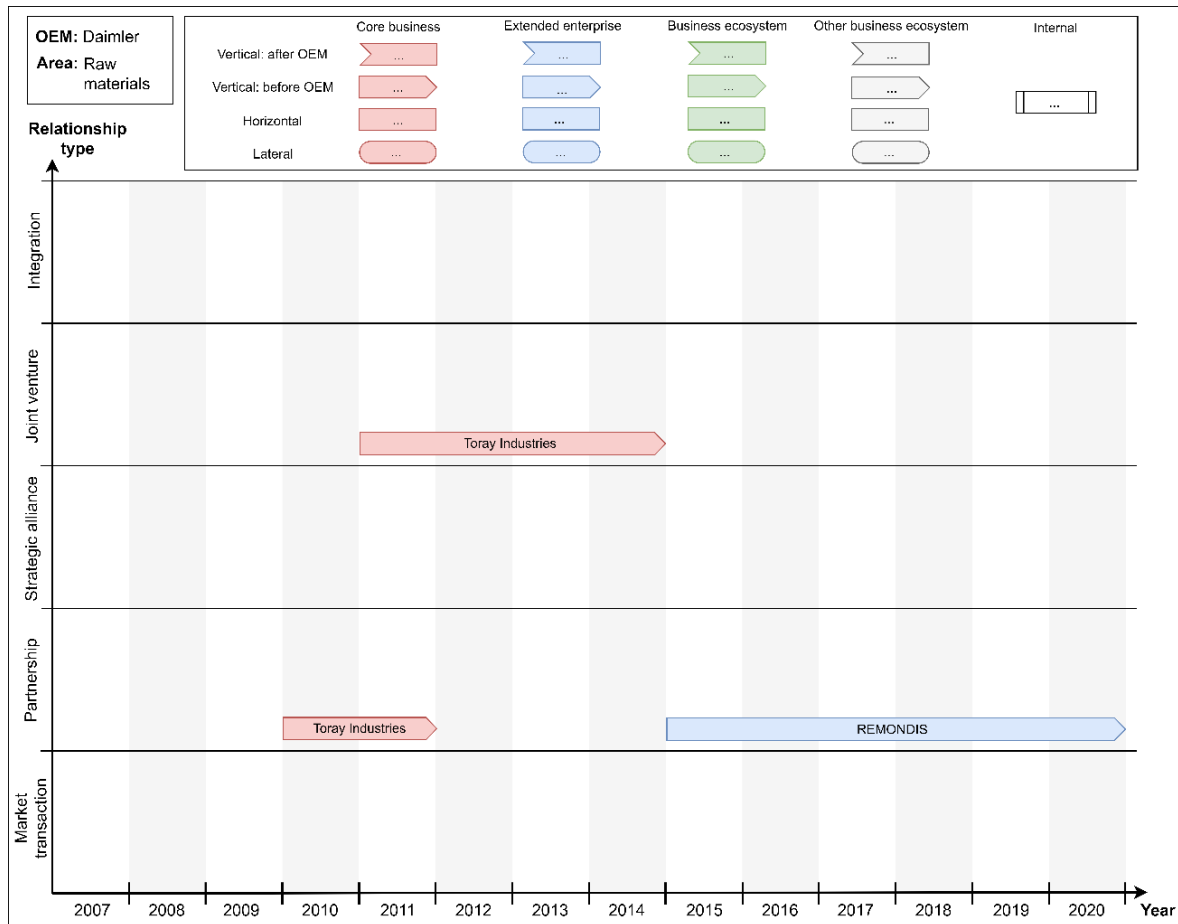 OEM: Daimler
Area: Raw
materials
Core business
Extended enterprise
Business ecosystem
Other business ecosystem
Internal
Vertical: after OEM
...
...
...
...
Vertical: before OEM
...
...
...
...
...
Horizontal
...
...
...
...
Lateral
...
...
...
...
Relationship
type
Integration
Joint venture
Toray Industries
Strategic alliance
Partnership
Toray Industries
REMONDIS
Market
transaction
2007
2008
2009
2010
2011
2012
2013
2014
2015
2016
2017
2018
2019
2020
Year